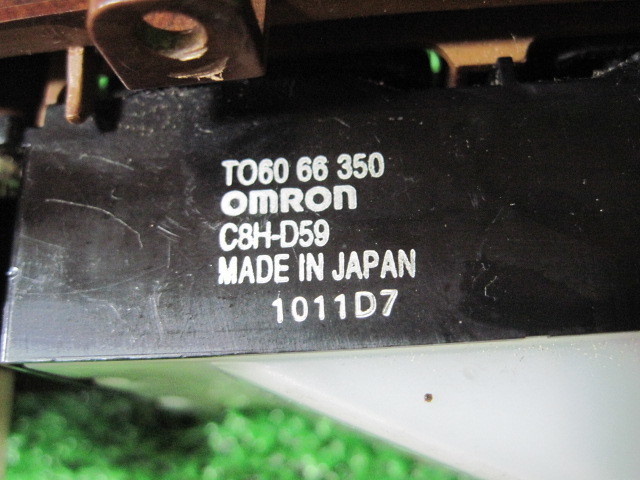 TO60 66 350
OMRON
C8H-D59
MADE IN JAPAN
1011D7